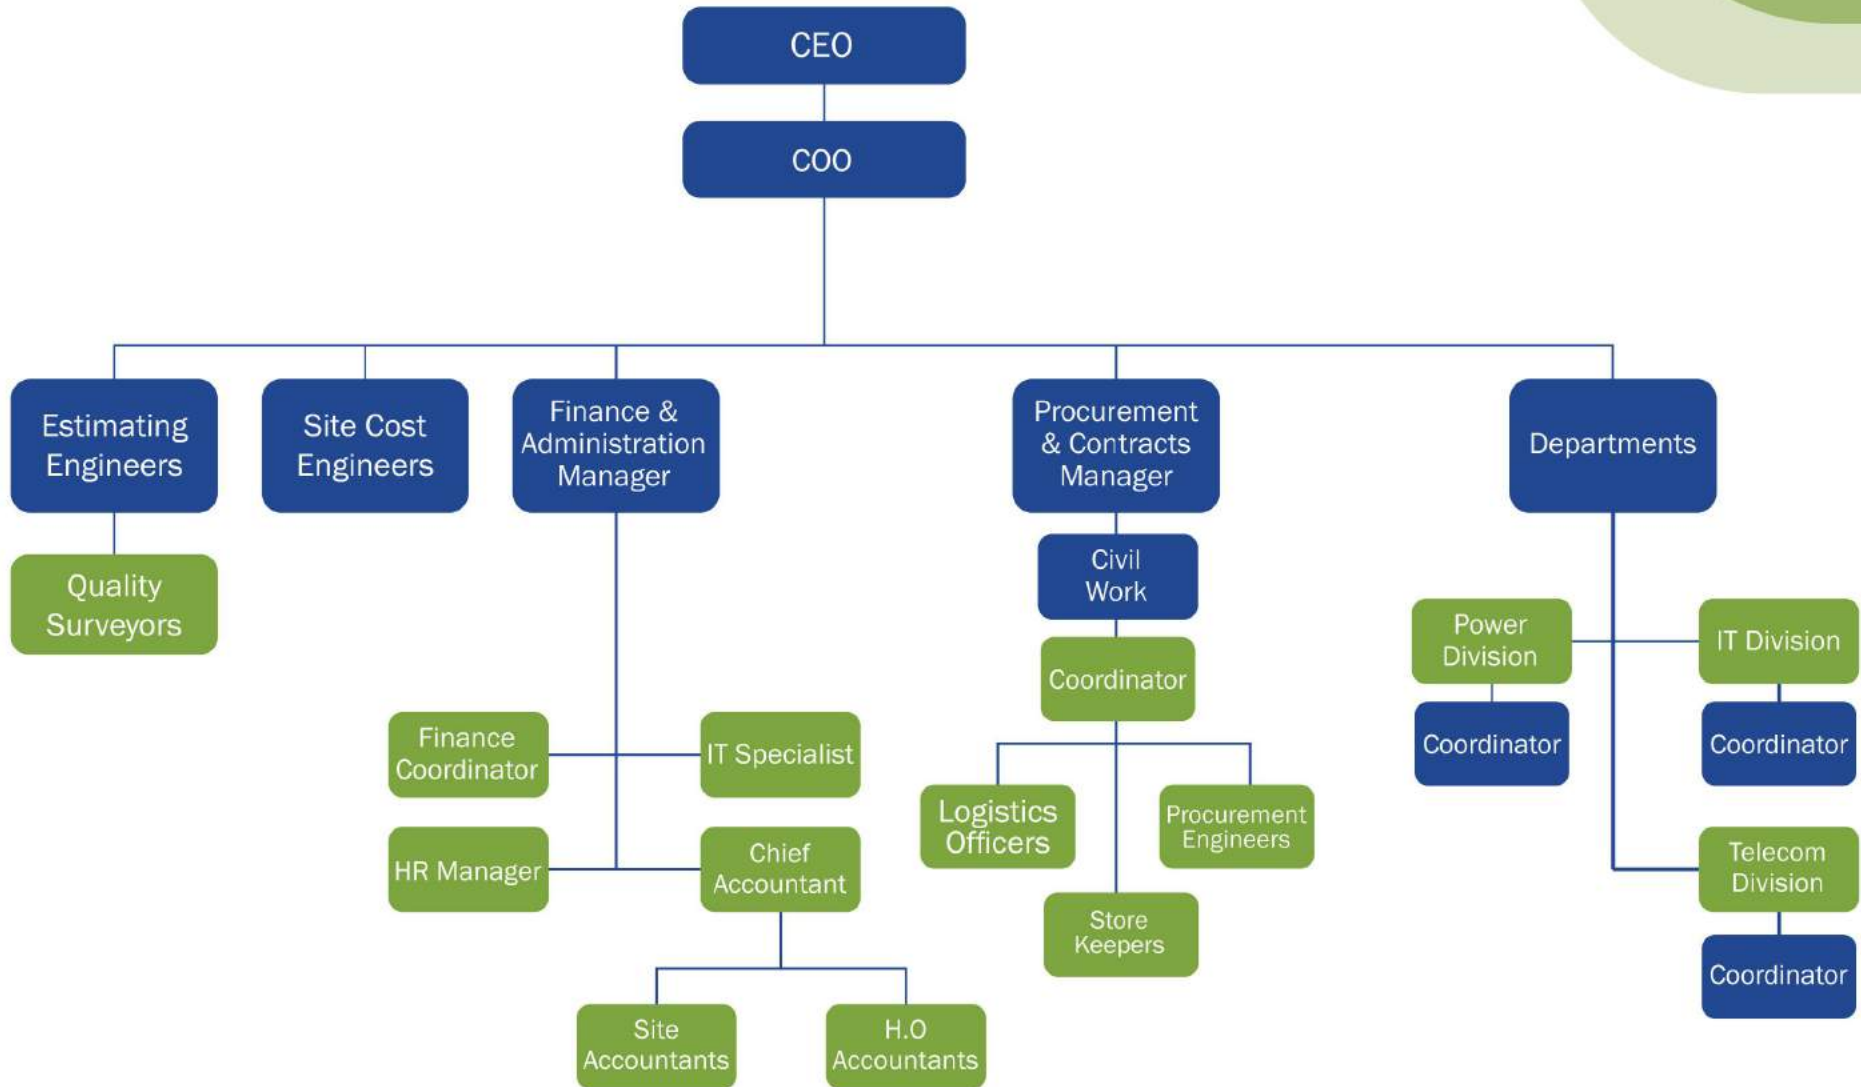 CEO
COO
Estimating
Engineers
Site Cost
Engineers
Finance &
Administration
Manager
Procurement
& Contracts
Manager
Departments
Quality
Surveyors
Civil
Work
Coordinator
Power
Division
IT Division
Coordinator
Coordinator
Finance
Coordinator
IT Specialist
HR Manager
Chief
Accountant
Logistics
Officers
Procurement
Engineers
Telecom
Division
Store
Keepers
Coordinator
Site
Accountants
H.O
Accountants